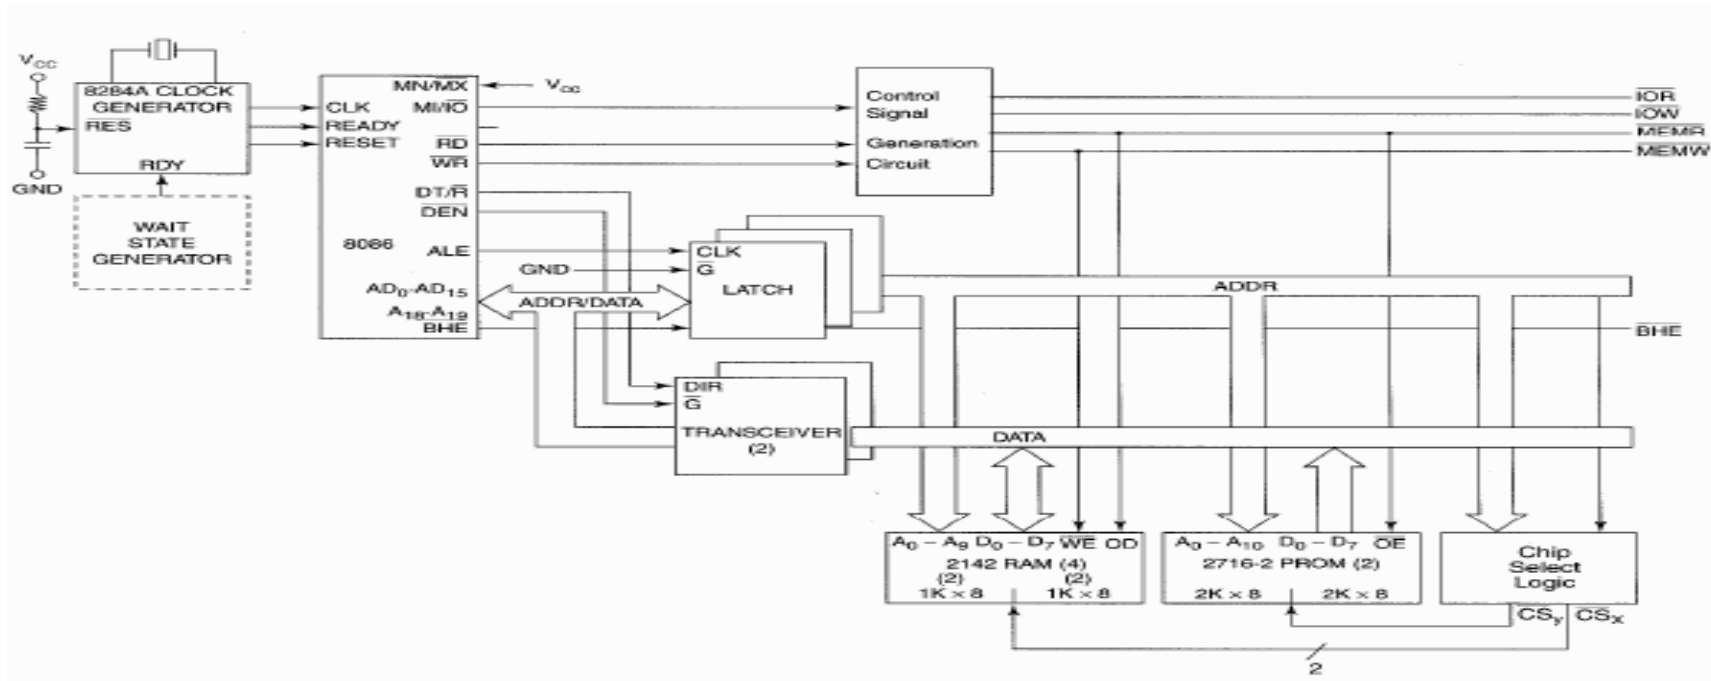 VCC
8284A CLOCK
GENERATOR
RES
RDY
GND
WAIT
STATE
GENERATOR
MN/MX
VCC
CLK
MI/IO
READY
RESET
RD
WR
DT/R
DEN
8086
ALE
AD0-AD15
A18-A19
BHE
GND
ADDR/DATA
CLK
G
LATCH
DIR
G
TRANSCEIVER
(2)
Control
Signal
Generation
Circuit
IOR
IOW
MEMR
MEMW
ADDR
BHE
DATA
A0 – A9 D0 – D7 WE OD
2142 RAM (4)
(2) (2)
1K × 8 1K × 8
A0 – A10 D0 – D7 OE
2716-2 PROM (2)
2K × 8 2K × 8
Chip
Select
Logic
CSy CSx
2